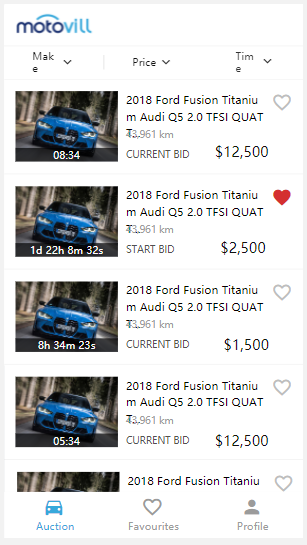 motovill
Mak
e
Price
Tim
e
2018 Ford Fusion Titaniu
m Audi Q5 2.0 TFSI QUAT
T...
43,961 km
08:34
CURRENT BID
$12,500
2018 Ford Fusion Titaniu
m Audi Q5 2.0 TFSI QUAT
T...
43,961 km
1d 22h 8m 32s
START BID
$2,500
2018 Ford Fusion Titaniu
m Audi Q5 2.0 TFSI QUAT
T...
43,961 km
8h 34m 23s
CURRENT BID
$1,500
2018 Ford Fusion Titaniu
m Audi Q5 2.0 TFSI QUAT
T...
43,961 km
05:34
CURRENT BID
$12,500
2018 Ford Fusion Titaniu
Auction
Favourites
Profile